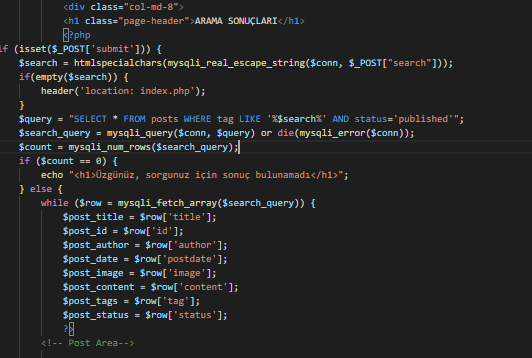 <div class="col-md-8">
<h1 class="page-header">ARAMA SONUÇLARI</h1>
<?php
if (isset($_POST['submit'])) {
$search = htmlspecialchars(mysqli_real_escape_string($conn, $_POST["search"]));
if(empty($search)) {
header('location: index.php');
}
$query = "SELECT * FROM posts WHERE tag LIKE '%$search%' AND status='published'";
$search_query = mysqli_query($conn, $query) or die(mysqli_error($conn));
$count = mysqli_num_rows($search_query);
if ($count == 0) {
echo "<h1>Üzgünüz, sorgunuz için sonuç bulunamadı</h1>";
} else {
while ($row = mysqli_fetch_array($search_query)) {
$post_title = $row['title'];
$post_id = $row['id'];
$post_author = $row['author'];
$post_date = $row['postdate'];
$post_image = $row['image'];
$post_content = $row['content'];
$post_tags = $row['tag'];
$post_status = $row['status'];
?>
<!-- Post Area-->